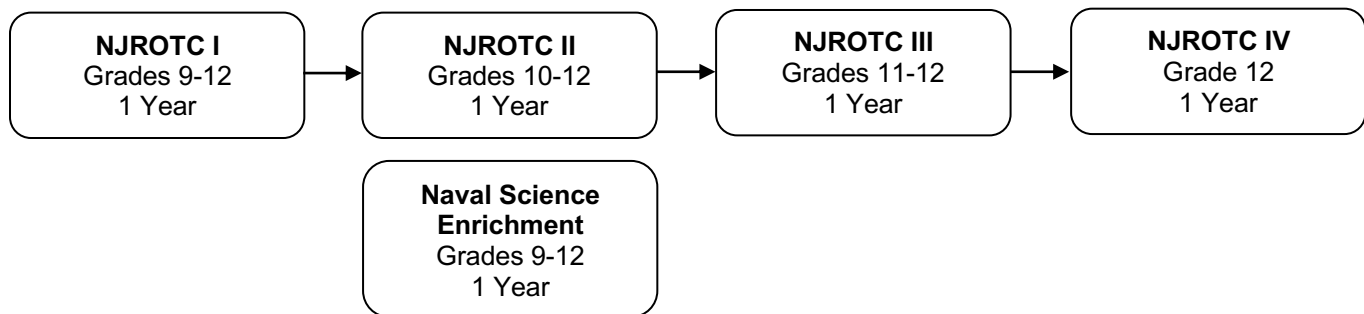 NJROTC I
Grades 9-12
1 Year
NJROTC II
Grades 10-12
1 Year
NJROTC III
Grades 11-12
1 Year
NJROTC IV
Grade 12
1 Year
Naval Science
Enrichment
Grades 9-12
1 Year